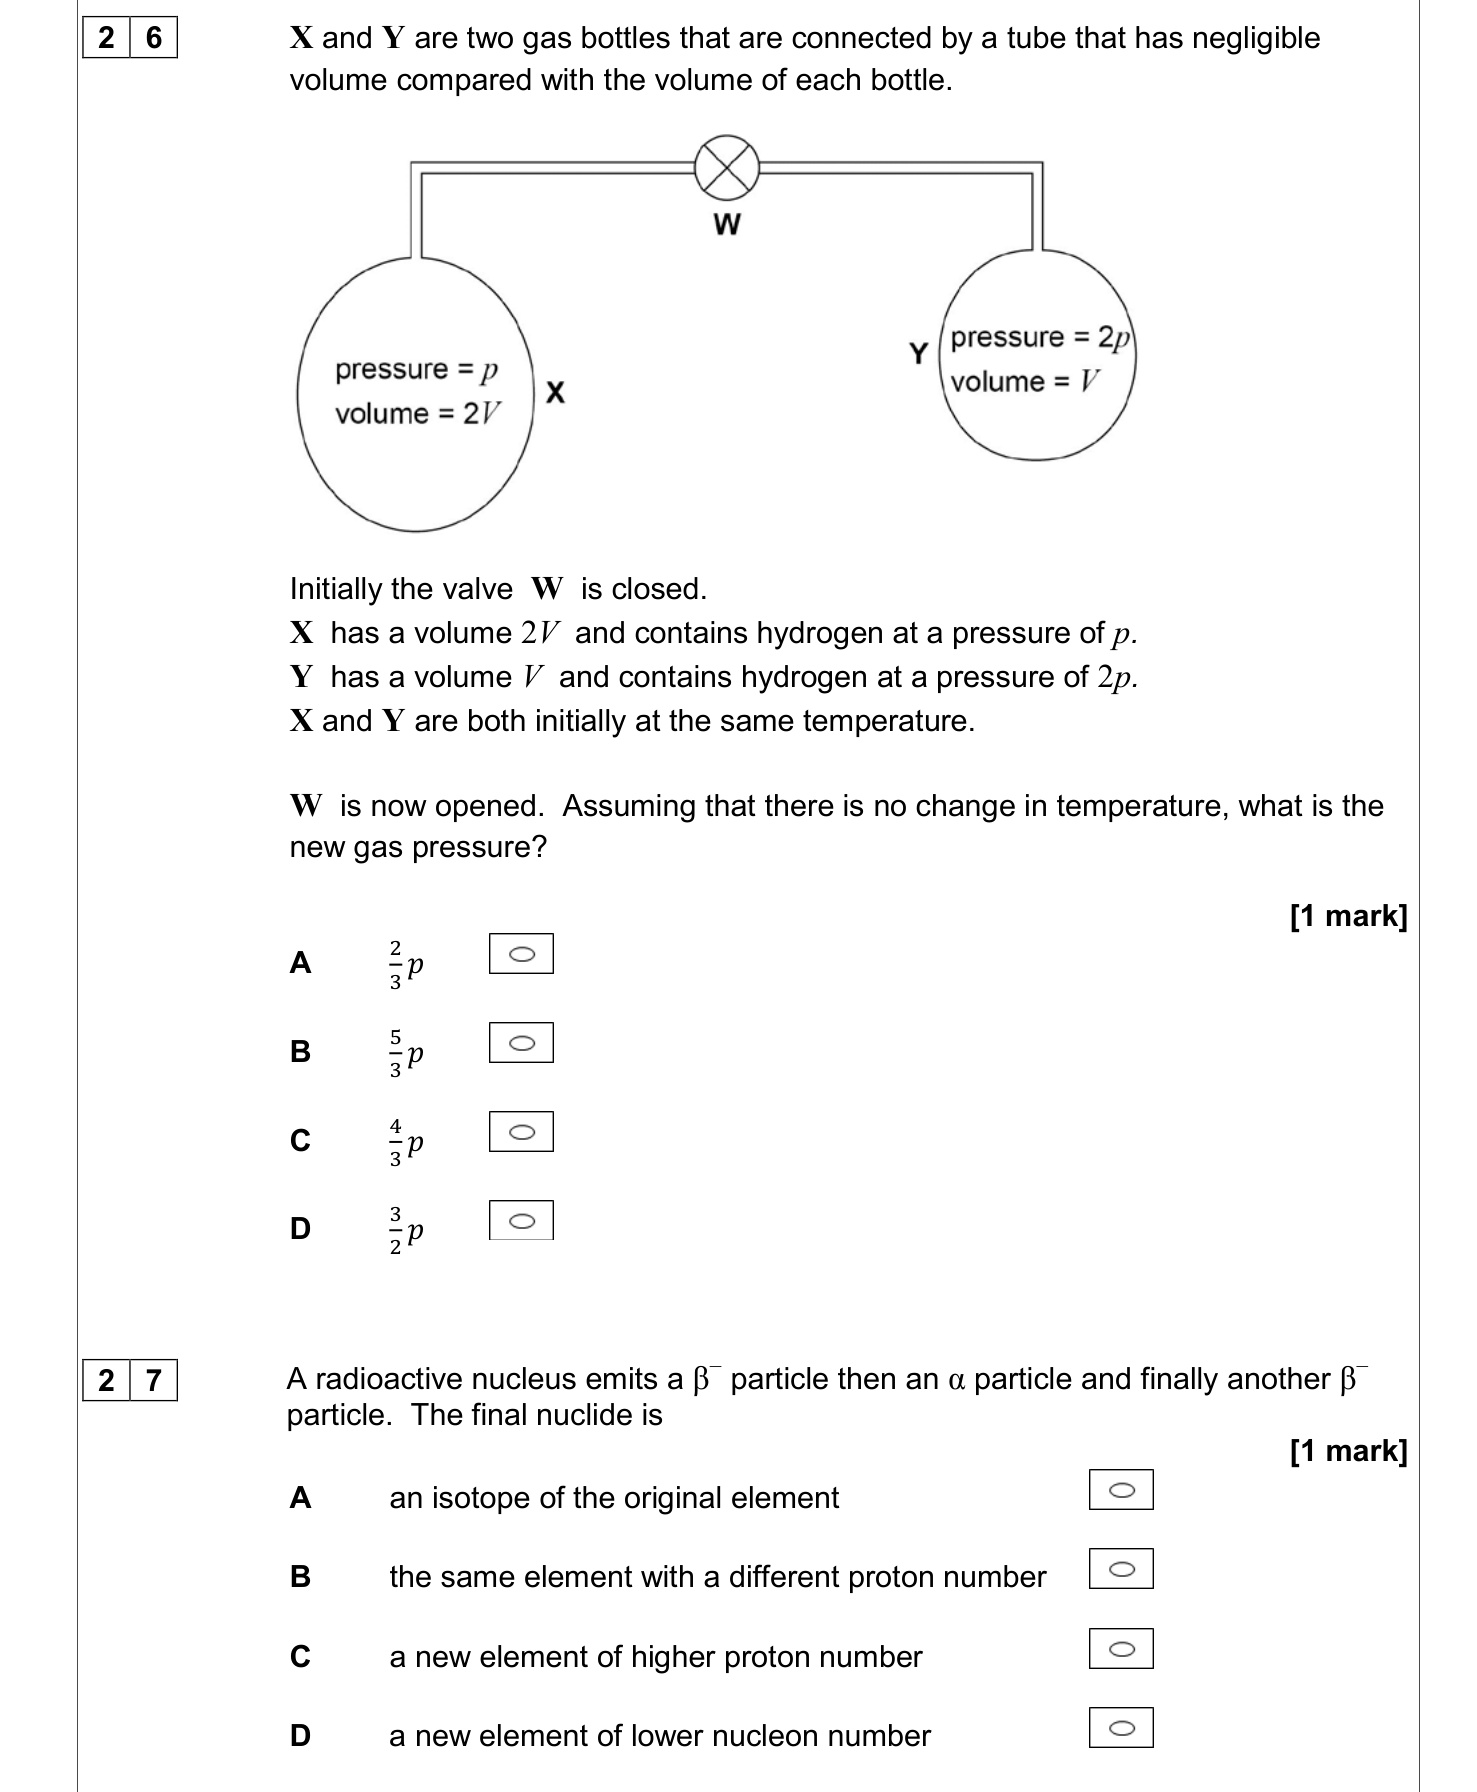 2 6
X and Y are two gas bottles that are connected by a tube that has negligible
volume compared with the volume of each bottle.
W
pressure = p
volume = 2V
X
Y
pressure = 2p
volume = V
Initially the valve W is closed.
X has a volume 2V and contains hydrogen at a pressure of p.
Y has a volume V and contains hydrogen at a pressure of 2p.
X and Y are both initially at the same temperature.
W is now opened. Assuming that there is no change in temperature, what is the
new gas pressure?
[1 mark]
A 2/3 p
B 5/3 p
C 4/3 p
D 3/2 p
2 7
A radioactive nucleus emits a β⁻ particle then an α particle and finally another β⁻
particle. The final nuclide is
[1 mark]
A an isotope of the original element
B the same element with a different proton number
C a new element of higher proton number
D a new element of lower nucleon number